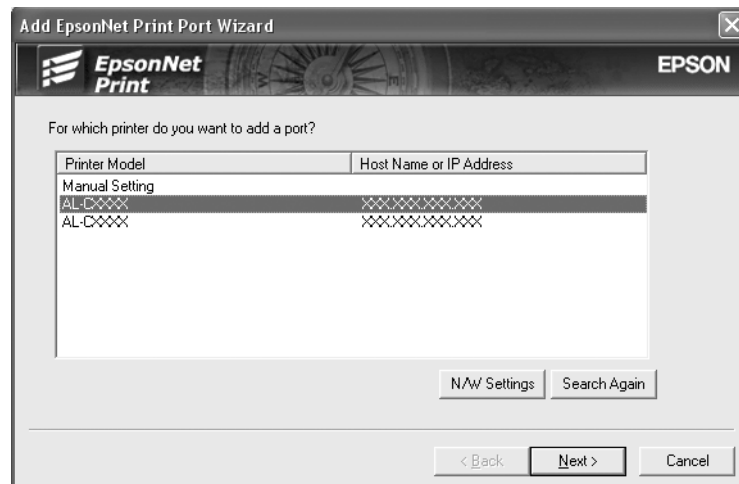 Add EpsonNet Print Port Wizard
EpsonNet
Print
EPSON
For which printer do you want to add a port?
Printer Model Host Name or IP Address
Manual Setting
AL-CXXXX XXX.XXX.XXX.XXX
AL-CXXXX XXX.XXX.XXX.XXX
N/W Settings Search Again
< Back Next > Cancel